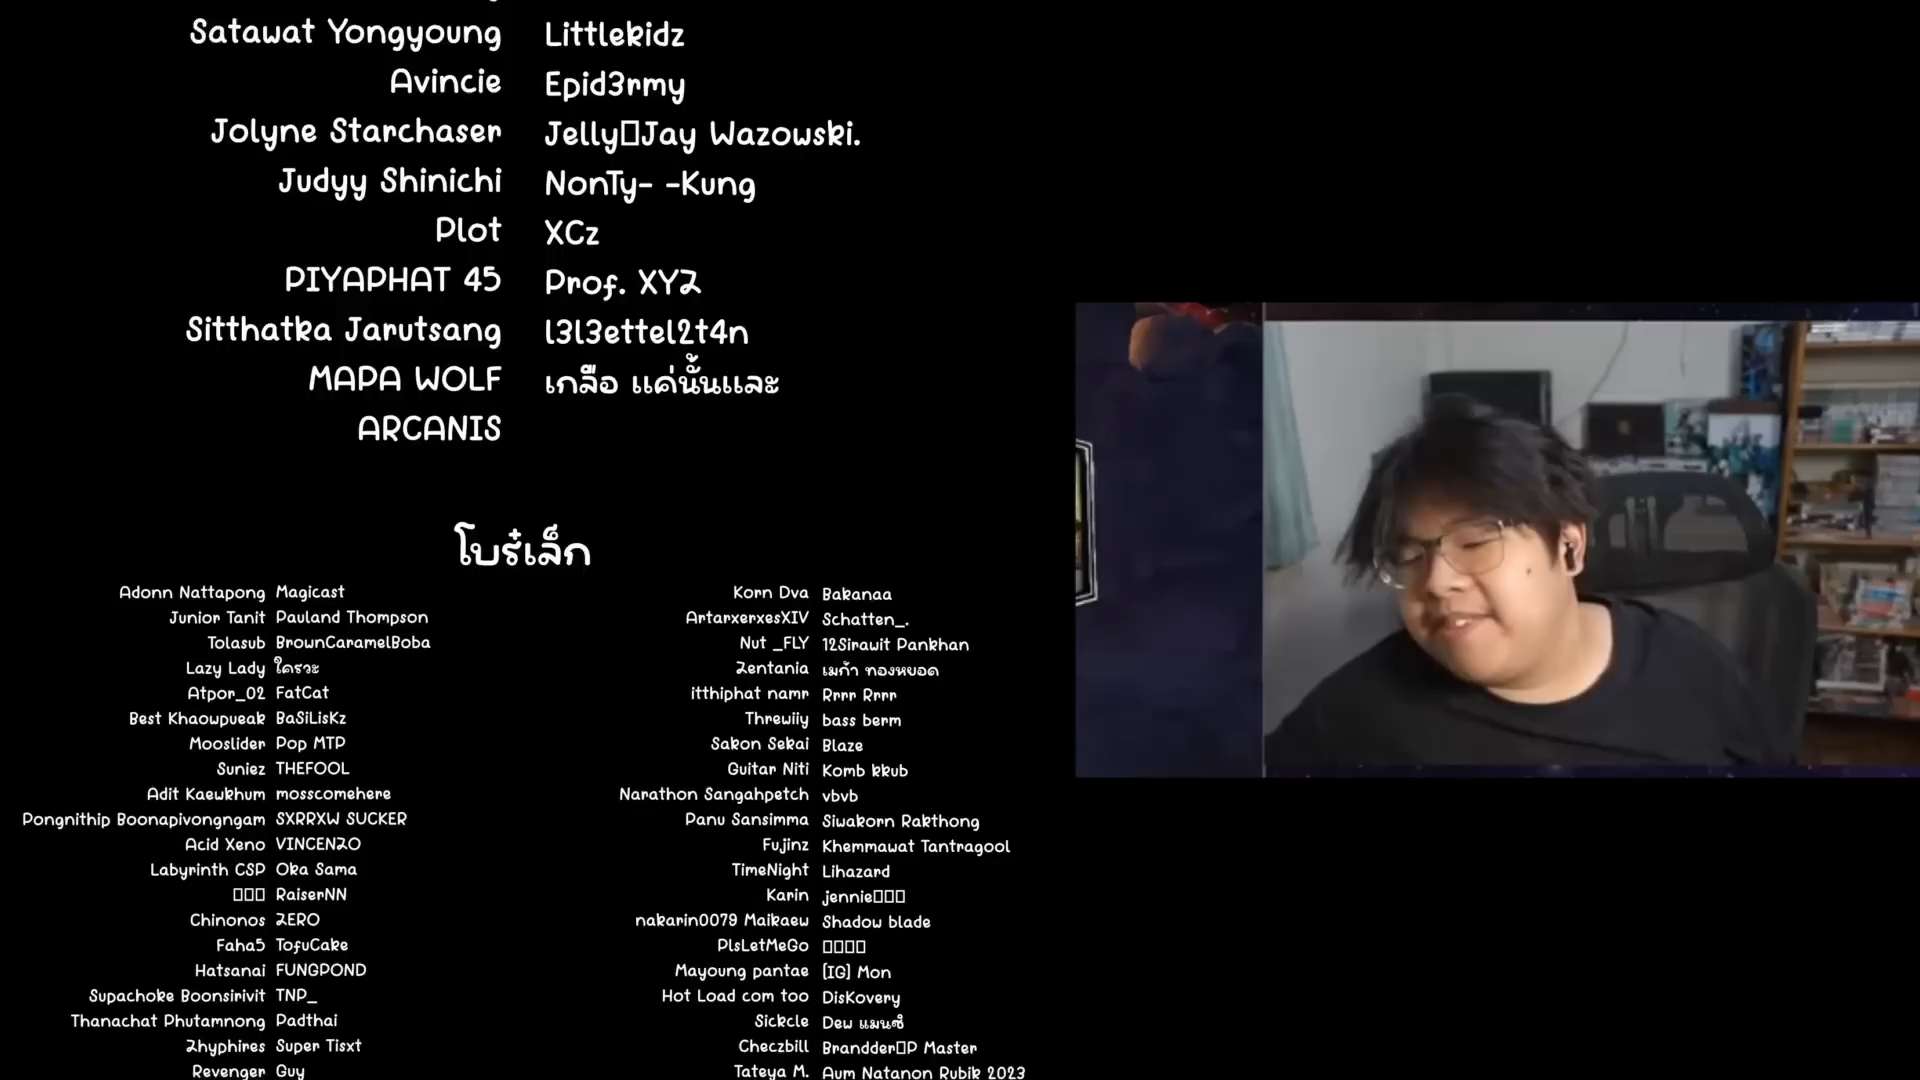 Satawat Yongyoung Littlekidz
Avincie Epid3rmy
Jolyne Starchaser Jelly▯Jay Wazowski.
Judyy Shinichi NonTy- -Kung
Plot XCz
PIYAPHAT 45 Prof. XYZ
Sitthatka Jarutsang l3l3ettel2t4n
MAPA WOLF เกลือ แค่นั้นแหละ
ARCANIS
โบร๋เล็ก
Adonn Nattapong Magicast
Junior Tanit Pauland Thompson
Tolasub BrownCaramelBoba
Lazy Lady ใครวะ
Atpor_02 FatCat
Best Khaowpueak BaSiLisKz
Mooslider Pop MTP
Suniez THEFOOL
Adit Kaewkhum mosscomehere
Pongnithip Boonapivongngam SXRRXW SUCKER
Acid Xeno VINCENZO
Labyrinth CSP Oka Sama
▯▯▯ RaiserNN
Chinonos ZERO
Faha5 TofuCake
Hatsanai FUNGPOND
Supachoke Boonsirivit TNP_
Thanachat Phutamnong Padthai
Zhyphires Super Tisxt
Revenger Guy
Korn Dva Bakanaa
ArtarxerxesXIV Schatten_.
Nut _FLY 12Sirawit Pankhan
Zentania เมก้า ทองหยอด
itthiphat namr Rrrr Rrrr
Threwiiy bass berm
Sakon Sekai Blaze
Guitar Niti Komb kkub
Narathon Sangahpetch vbvb
Panu Sansimma Siwakorn Rakthong
Fujinz Khemmawat Tantragool
TimeNight Lihazard
Karin jennie▯▯▯
nakarin0079 Maikaew Shadow blade
PlsLetMeGo ▯▯▯▯
Mayoung pantae [IG] Mon
Hot Load com too DisKovery
Sickcle Dew แมนซ์
Checzbill Brandder▯P Master
Tateya M. Aum Natanon Rubik 2023